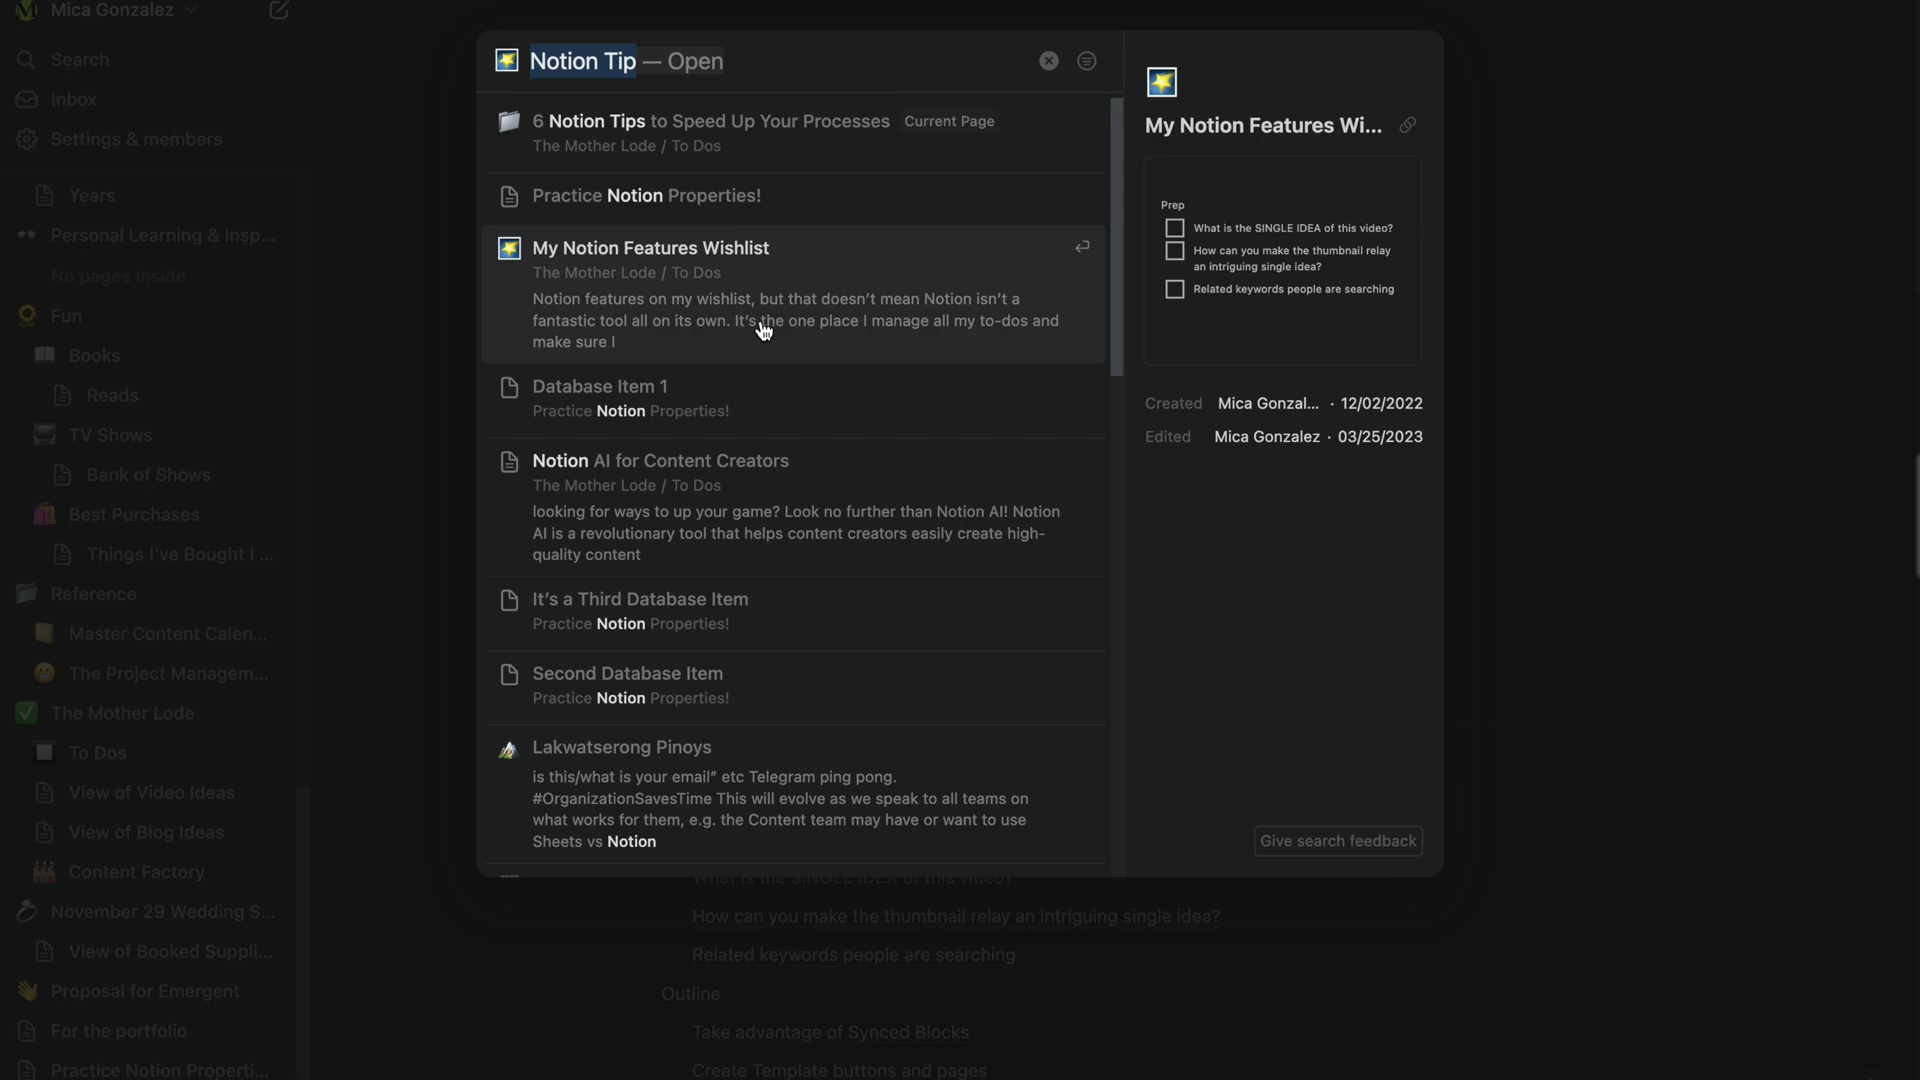 Mica Gonzalez
Search
Inbox
Settings & members
Years
Personal Learning & Insp...
No pages inside
Fun
Books
Reads
TV Shows
Bank of Shows
Best Purchases
Things I've Bought I ...
Reference
Master Content Calen...
The Project Managem...
The Mother Lode
To Dos
View of Video Ideas
View of Blog Ideas
Content Factory
November 29 Wedding S...
View of Booked Suppli...
Proposal for Emergent
For the portfolio
Practice Notion Properti...
Notion Tip — Open
6 Notion Tips to Speed Up Your Processes Current Page
The Mother Lode / To Dos
Practice Notion Properties!
My Notion Features Wishlist
The Mother Lode / To Dos
Notion features on my wishlist, but that doesn't mean Notion isn't a
fantastic tool all on its own. It's the one place I manage all my to-dos and
make sure I
Database Item 1
Practice Notion Properties!
Notion AI for Content Creators
The Mother Lode / To Dos
looking for ways to up your game? Look no further than Notion AI! Notion
AI is a revolutionary tool that helps content creators easily create high-
quality content
It's a Third Database Item
Practice Notion Properties!
Second Database Item
Practice Notion Properties!
Lakwatserong Pinoys
is this/what is your email" etc Telegram ping pong.
#OrganizationSavesTime This will evolve as we speak to all teams on
what works for them, e.g. the Content team may have or want to use
Sheets vs Notion
My Notion Features Wi...
Prep
What is the SINGLE IDEA of this video?
How can you make the thumbnail relay
an intriguing single idea?
Related keywords people are searching
Created Mica Gonzal... · 12/02/2022
Edited Mica Gonzalez · 03/25/2023
Give search feedback
What is the SINGLE IDEA of this video?
How can you make the thumbnail relay an intriguing single idea?
Related keywords people are searching
Outline
Take advantage of Synced Blocks
Create Template buttons and pages